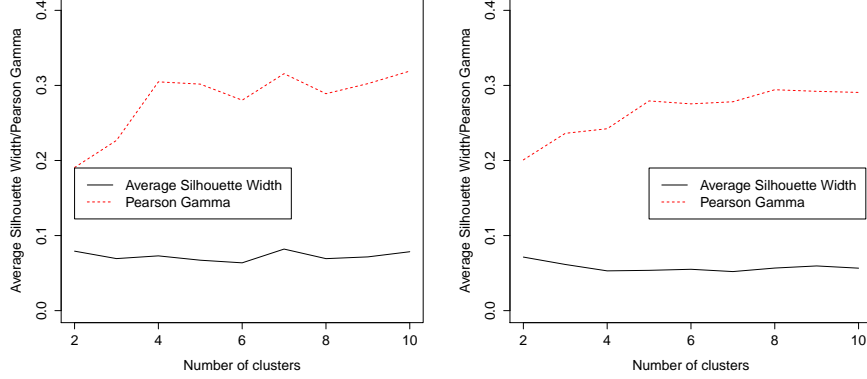 0.4
0.3
0.2
0.1
0.0
Average Silhouette Width/Pearson Gamma
Average Silhouette Width
Pearson Gamma
2 4 6 8 10
Number of clusters
0.4
0.3
0.2
0.1
0.0
Average Silhouette Width/Pearson Gamma
Average Silhouette Width
Pearson Gamma
2 4 6 8 10
Number of clusters